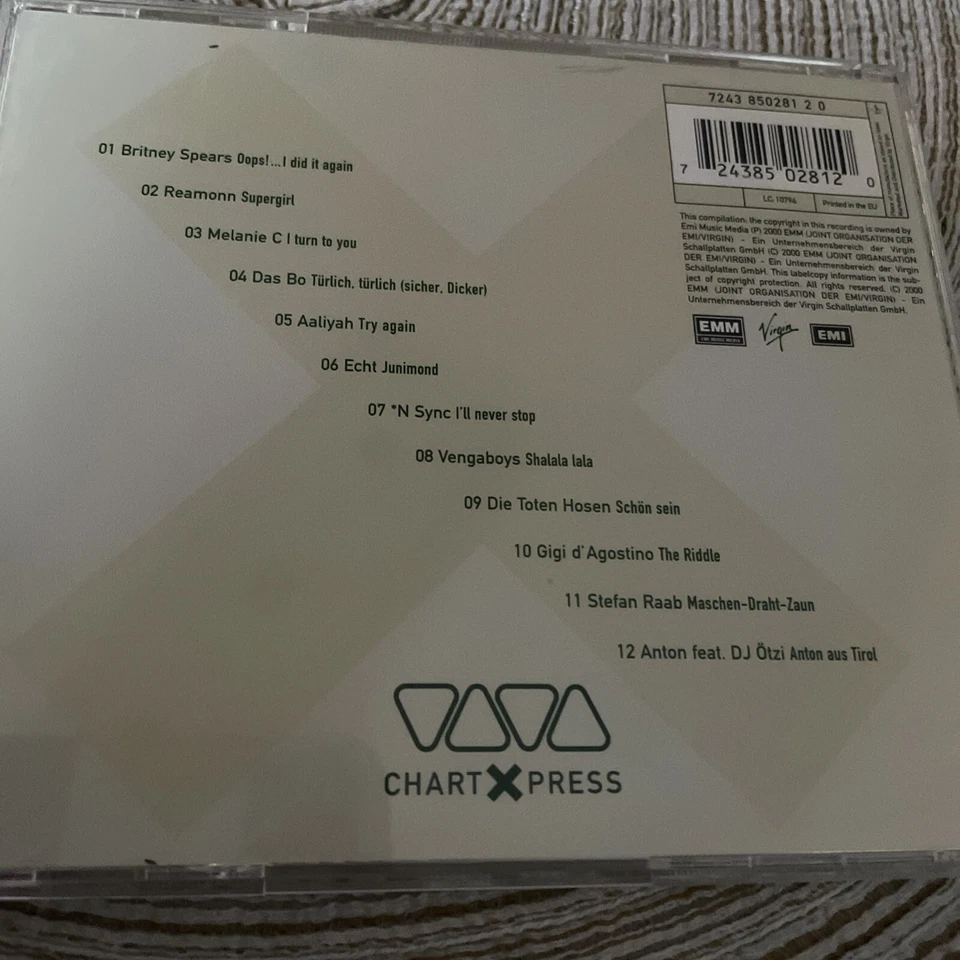 7243 850281 2 0
7 24385 02812 0
LC 10796
Printed in the EU
01 Britney Spears Oops!...I did it again
02 Reamonn Supergirl
03 Melanie C I turn to you
04 Das Bo Türlich, türlich (sicher, Dicker)
05 Aaliyah Try again
06 Echt Junimond
07 *N Sync I'll never stop
08 Vengaboys Shalala lala
09 Die Toten Hosen Schön sein
10 Gigi d'Agostino The Riddle
11 Stefan Raab Maschen-Draht-Zaun
12 Anton feat. DJ Ötzi Anton aus Tirol
This compilation: the copyright in this recording is owned by
Emi Music Media (P) 2000 EMM (JOINT ORGANISATION DER
EMI/VIRGIN) - Ein Unternehmensbereich der Virgin
Schallplatten GmbH (C) 2000 EMM (JOINT ORGANISATION
DER EMI/VIRGIN) - Ein Unternehmensbereich der Virgin
Schallplatten GmbH. This labelcopy information is the sub-
ject of copyright protection. All rights reserved. (C) 2000
EMM (JOINT ORGANISATION DER EMI/VIRGIN) - Ein
Unternehmensbereich der Virgin Schallplatten GmbH.
EMM
EMI MUSIC MEDIA
Virgin
EMI
VIVA
CHART X PRESS